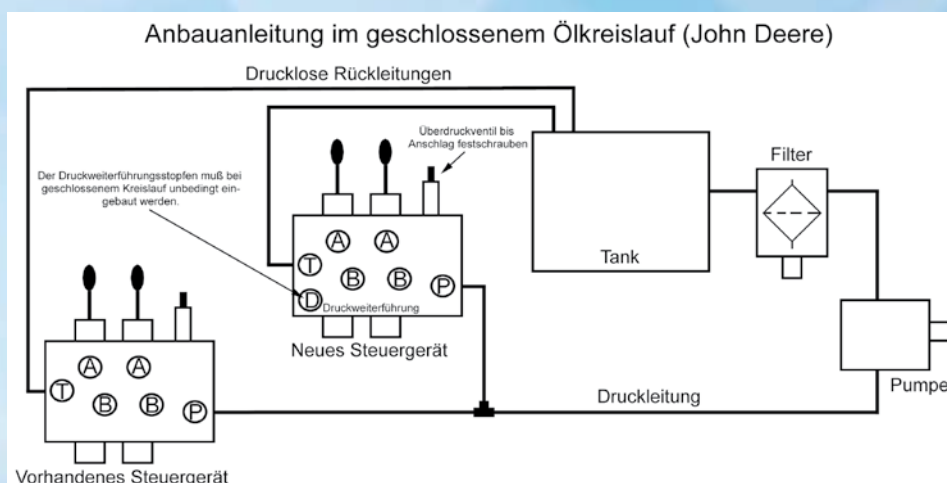 Anbauanleitung im geschlossenem Ölkreislauf (John Deere)
Drucklose Rückleitungen
Überdruckventil bis
Anschlag festschrauben
Der Druckweiterführungsstopfen muß bei
geschlossenem Kreislauf unbedingt ein-
gebaut werden.
Filter
A A
T
B B
P
D
Druckweiterführung
Tank
Neues Steuergerät
A A
T
B B
P
Druckleitung
Pumpe
Vorhandenes Steuergerät